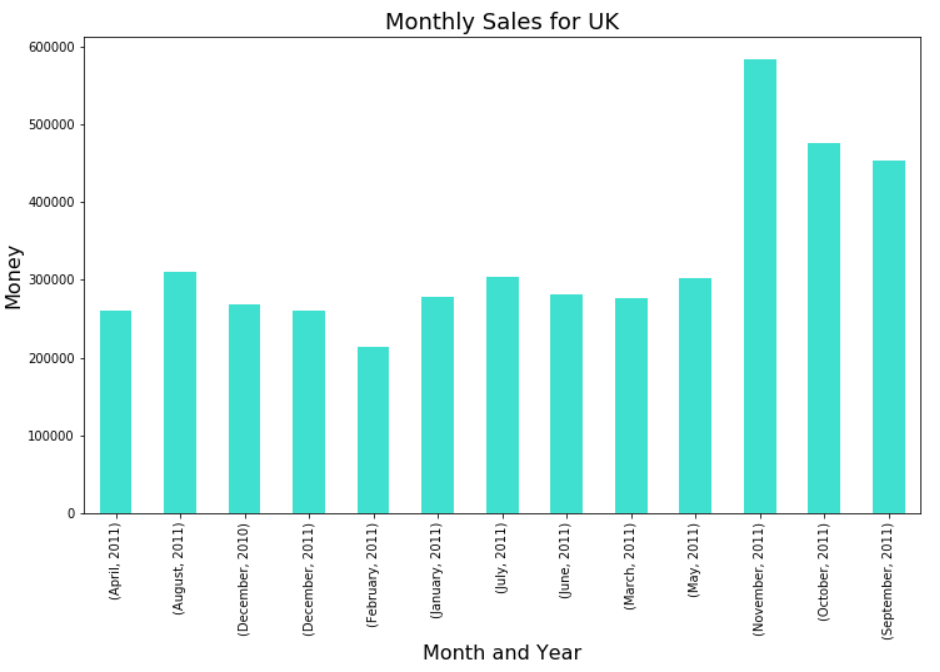 Monthly Sales for UK
Money
600000
500000
400000
300000
200000
100000
0
(April, 2011)
(August, 2011)
(December, 2010)
(December, 2011)
(February, 2011)
(January, 2011)
(July, 2011)
(June, 2011)
(March, 2011)
(May, 2011)
(November, 2011)
(October, 2011)
(September, 2011)
Month and Year